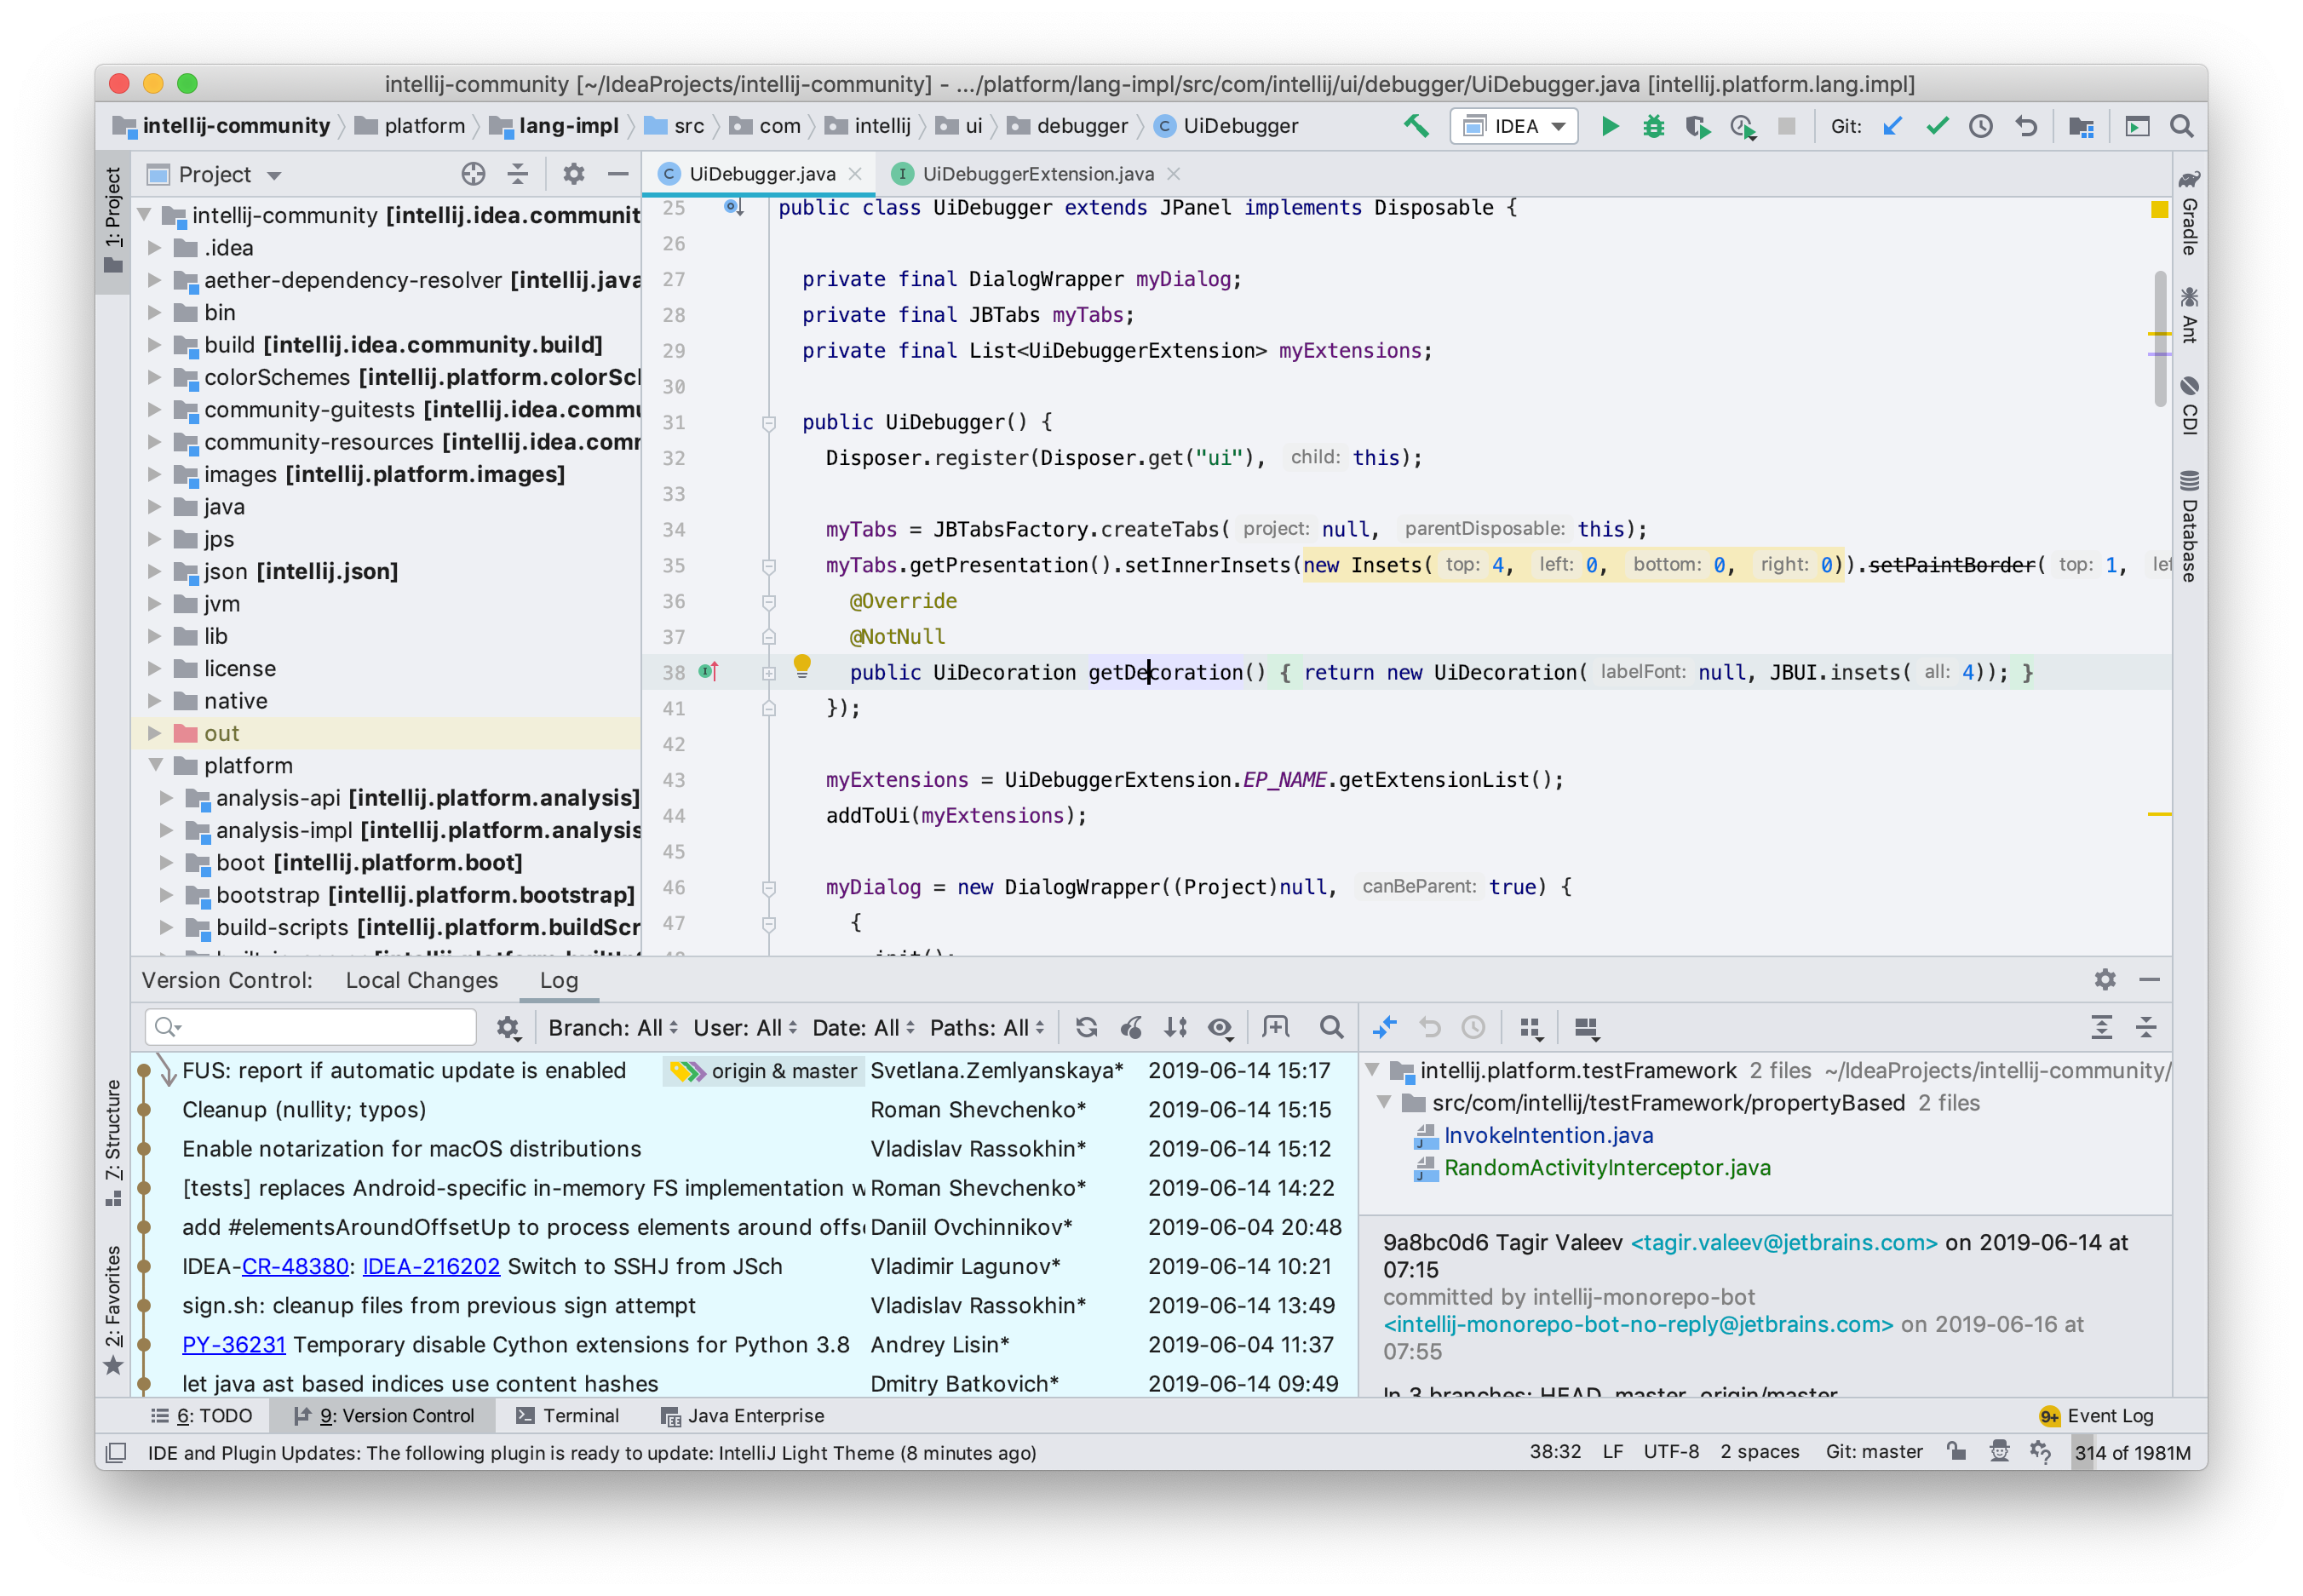 intellij-community [~/IdeaProjects/intellij-community] - .../platform/lang-impl/src/com/intellij/ui/debugger/UiDebugger.java [intellij.platform.lang.impl]
intellij-community platform lang-impl src com intellij ui debugger UiDebugger IDEA Git:
1: Project
Project
intellij-community [intellij.idea.communit
.idea
aether-dependency-resolver [intellij.java
bin
build [intellij.idea.community.build]
colorSchemes [intellij.platform.colorSc
community-guitests [intellij.idea.comm
community-resources [intellij.idea.com
images [intellij.platform.images]
java
jps
json [intellij.json]
jvm
lib
license
native
out
platform
analysis-api [intellij.platform.analysis]
analysis-impl [intellij.platform.analysis
boot [intellij.platform.boot]
bootstrap [intellij.platform.bootstrap]
build-scripts [intellij.platform.buildScr
UiDebugger.java UiDebuggerExtension.java
25 public class UiDebugger extends JPanel implements Disposable {
26
27 private final DialogWrapper myDialog;
28 private final JBTabs myTabs;
29 private final List<UiDebuggerExtension> myExtensions;
30
31 public UiDebugger() {
32 Disposer.register(Disposer.get("ui"), child: this);
33
34 myTabs = JBTabsFactory.createTabs( project: null, parentDisposable: this);
35 myTabs.getPresentation().setInnerInsets(new Insets( top: 4, left: 0, bottom: 0, right: 0)).setPaintBorder( top: 1, lef
36 @Override
37 @NotNull
38 public UiDecoration getDecoration() { return new UiDecoration( labelFont: null, JBUI.insets( all: 4)); }
41 });
42
43 myExtensions = UiDebuggerExtension.EP_NAME.getExtensionList();
44 addToUi(myExtensions);
45
46 myDialog = new DialogWrapper((Project)null, canBeParent: true) {
47 {
init();
Gradle
Ant
CDI
Database
Version Control: Local Changes Log
Branch: All User: All Date: All Paths: All
FUS: report if automatic update is enabled origin & master Svetlana.Zemlyanskaya* 2019-06-14 15:17
Cleanup (nullity; typos) Roman Shevchenko* 2019-06-14 15:15
Enable notarization for macOS distributions Vladislav Rassokhin* 2019-06-14 15:12
[tests] replaces Android-specific in-memory FS implementation w Roman Shevchenko* 2019-06-14 14:22
add #elementsAroundOffsetUp to process elements around offs Daniil Ovchinnikov* 2019-06-04 20:48
IDEA-CR-48380: IDEA-216202 Switch to SSHJ from JSch Vladimir Lagunov* 2019-06-14 10:21
sign.sh: cleanup files from previous sign attempt Vladislav Rassokhin* 2019-06-14 13:49
PY-36231 Temporary disable Cython extensions for Python 3.8 Andrey Lisin* 2019-06-04 11:37
let java ast based indices use content hashes Dmitry Batkovich* 2019-06-14 09:49
intellij.platform.testFramework 2 files ~/IdeaProjects/intellij-community/
src/com/intellij/testFramework/propertyBased 2 files
InvokeIntention.java
RandomActivityInterceptor.java
9a8bc0d6 Tagir Valeev <tagir.valeev@jetbrains.com> on 2019-06-14 at
07:15
committed by intellij-monorepo-bot
<intellij-monorepo-bot-no-reply@jetbrains.com> on 2019-06-16 at
07:55
In 3 branches: HEAD, master, origin/master
7: Structure
2: Favorites
6: TODO 9: Version Control Terminal Java Enterprise 9+ Event Log
IDE and Plugin Updates: The following plugin is ready to update: IntelliJ Light Theme (8 minutes ago) 38:32 LF UTF-8 2 spaces Git: master 314 of 1981M